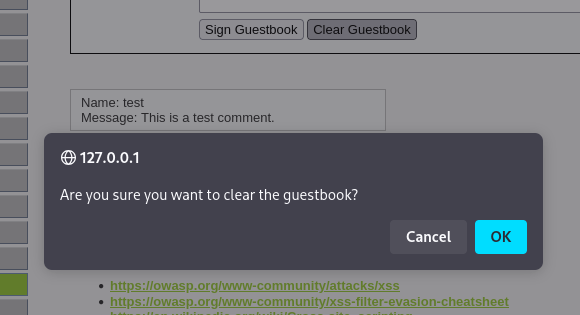 Sign Guestbook Clear Guestbook
Name: test
Message: This is a test comment.
127.0.0.1
Are you sure you want to clear the guestbook?
Cancel OK
https://owasp.org/www-community/attacks/xss
https://owasp.org/www-community/xss-filter-evasion-cheatsheet